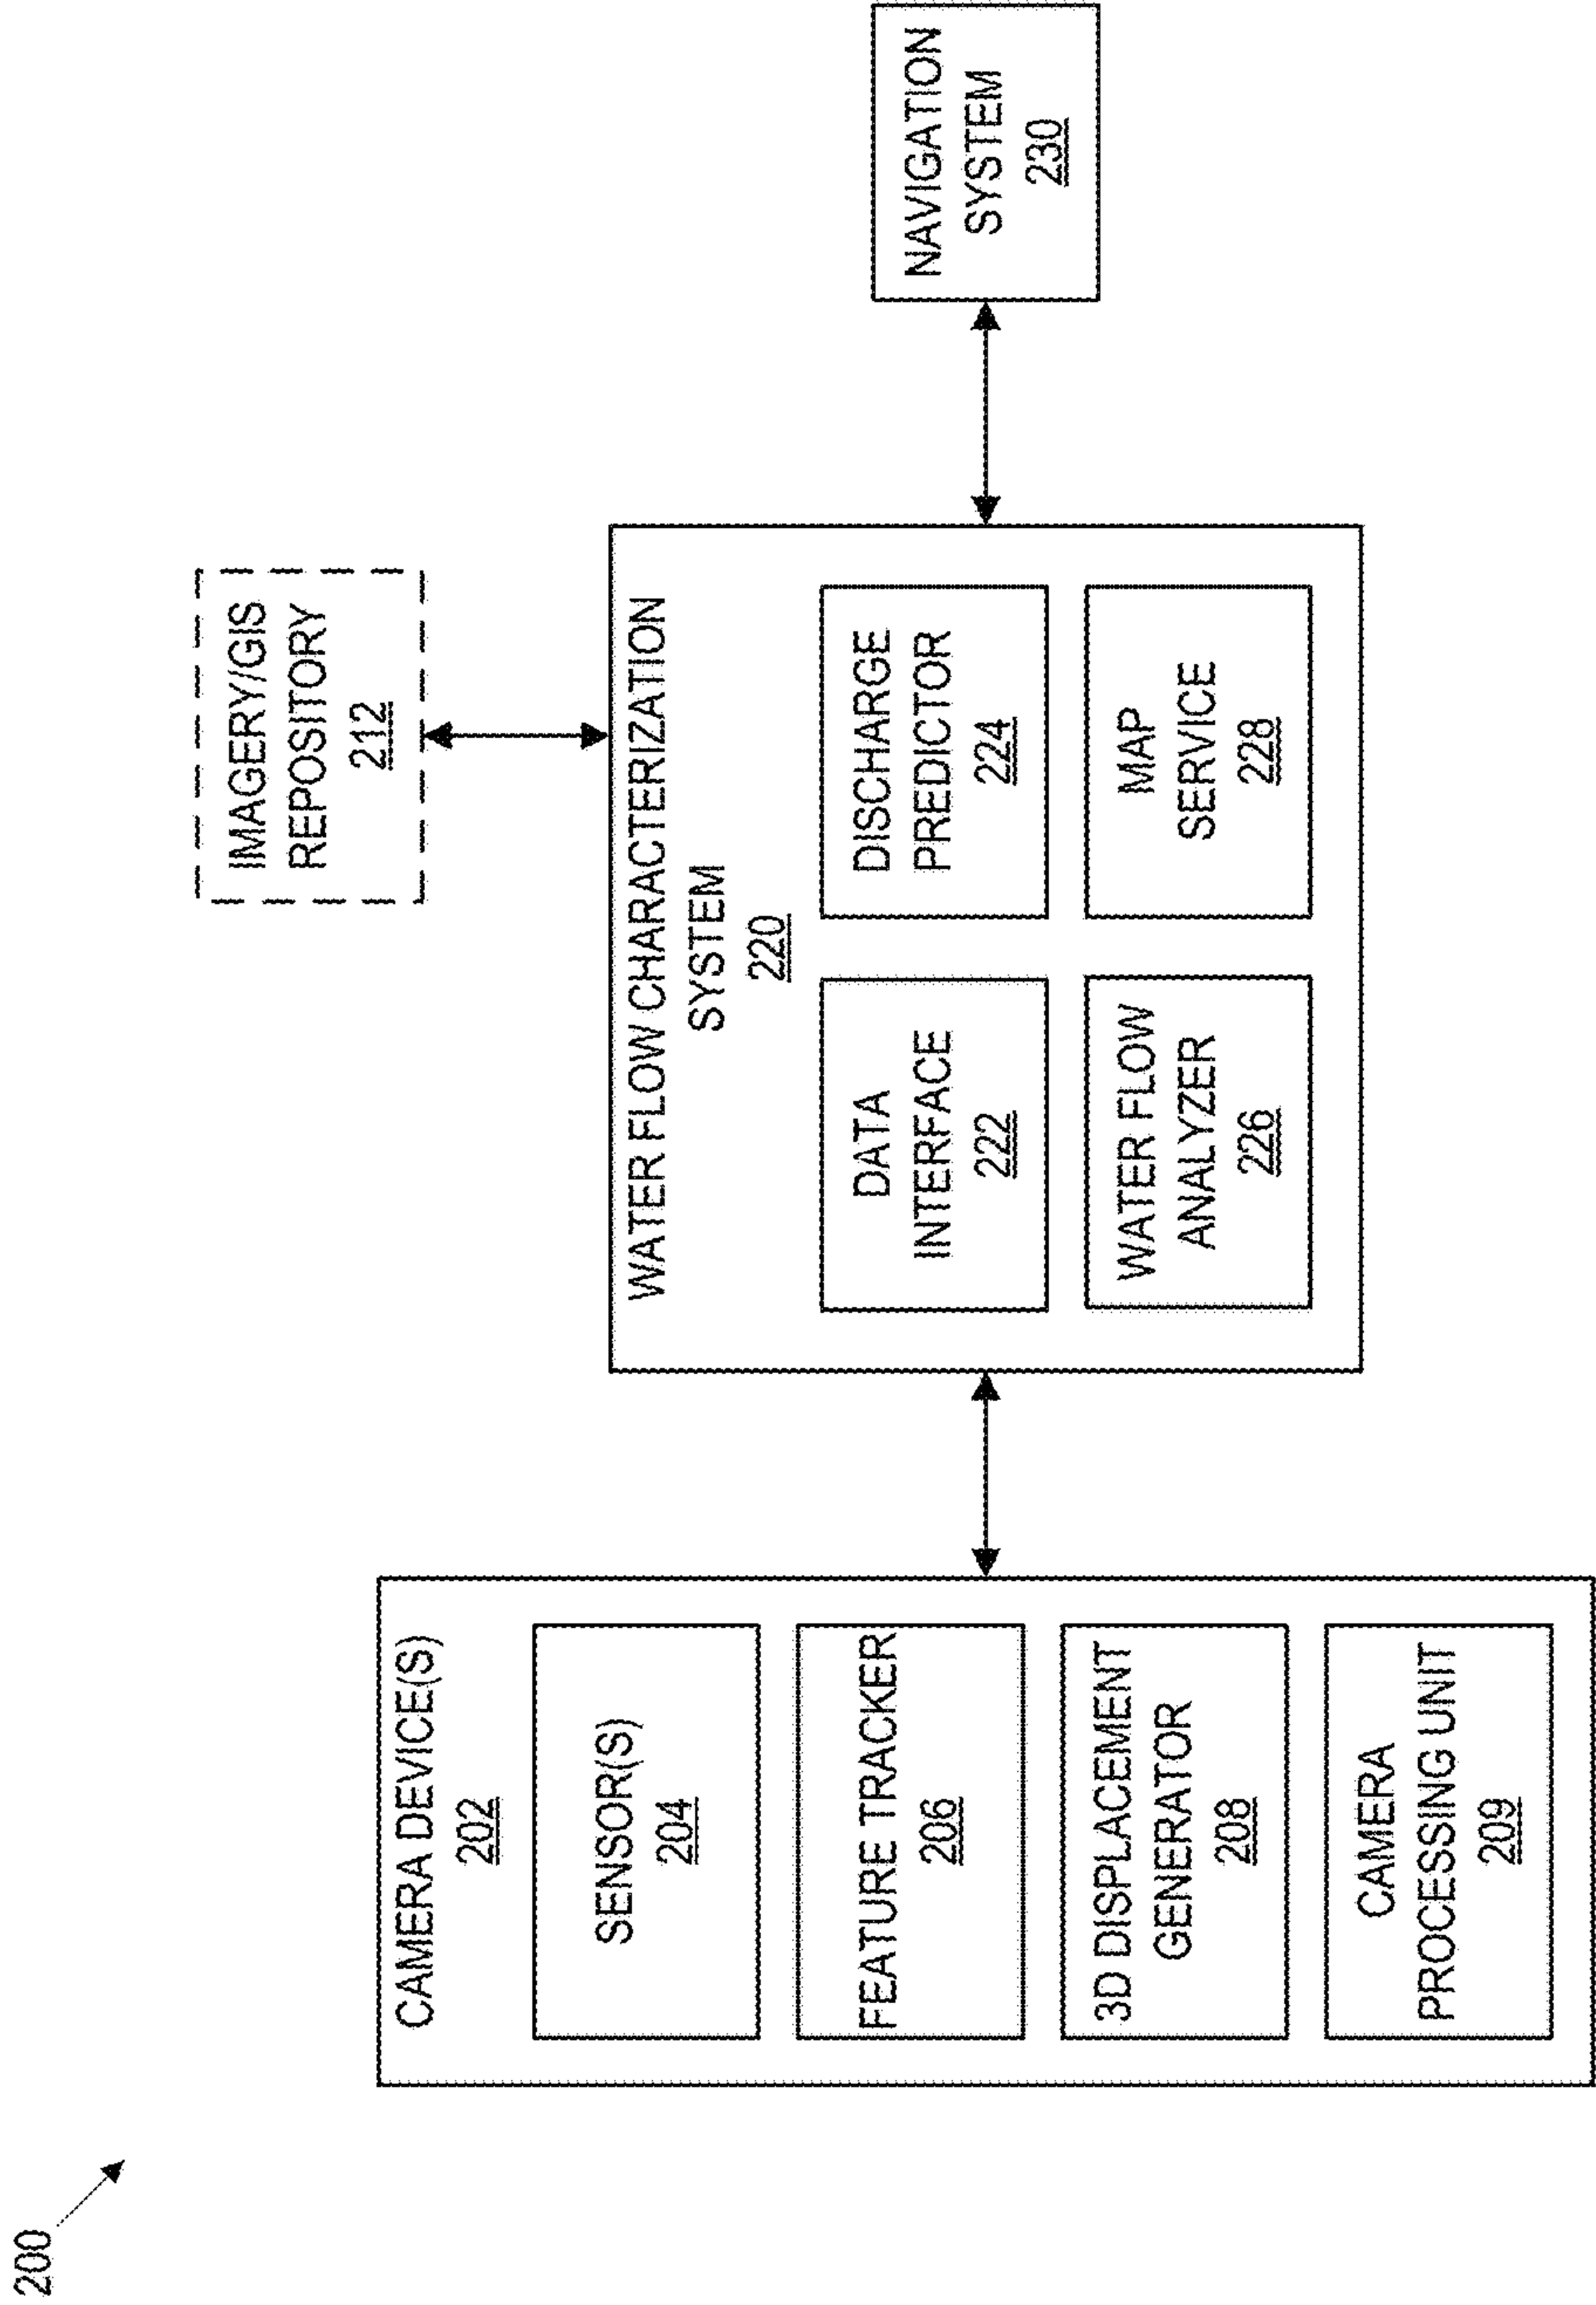 200
CAMERA DEVICE(S)
202
SENSOR(S)
204
FEATURE TRACKER
206
3D DISPLACEMENT
GENERATOR
208
CAMERA
PROCESSING UNIT
209
IMAGERY/GIS
REPOSITORY
212
WATER FLOW CHARACTERIZATION
SYSTEM
220
DATA
INTERFACE
222
DISCHARGE
PREDICTOR
224
WATER FLOW
ANALYZER
226
MAP
SERVICE
228
NAVIGATION
SYSTEM
230